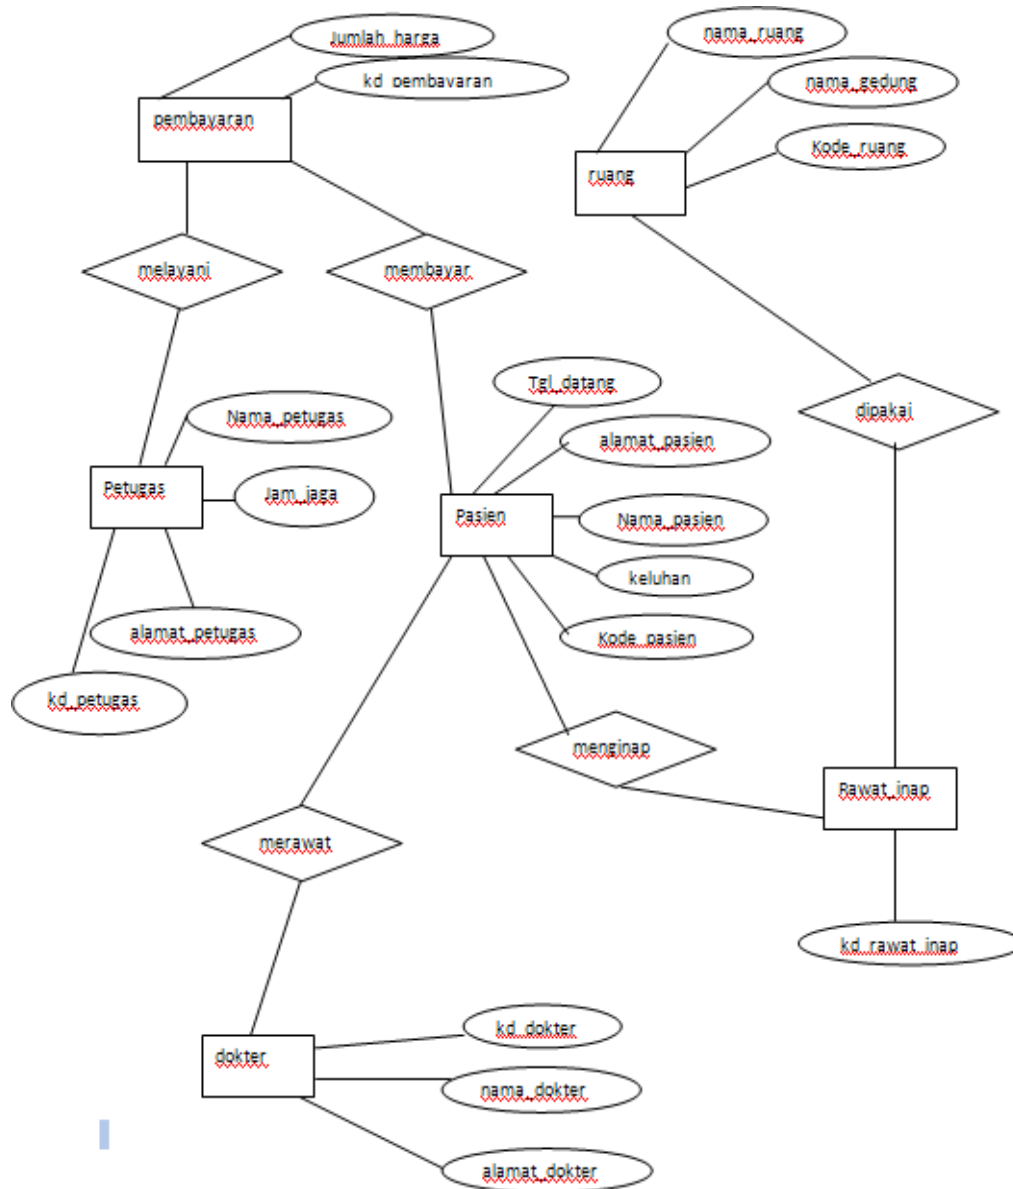 Jumlah_harga
kd_pembayaran
pembayaran
nama_ruang
nama_gedung
Kode_ruang
ruang
melayani
membayar
Tgl_datang
dipakai
Nama_petugas
alamat_pasien
Petugas
Jam_jaga
Pasien
Nama_pasien
keluhan
alamat_petugas
Kode_pasien
kd_petugas
menginap
Rawat_inap
merawat
kd_rawat_inap
kd_dokter
dokter
nama_dokter
alamat_dokter